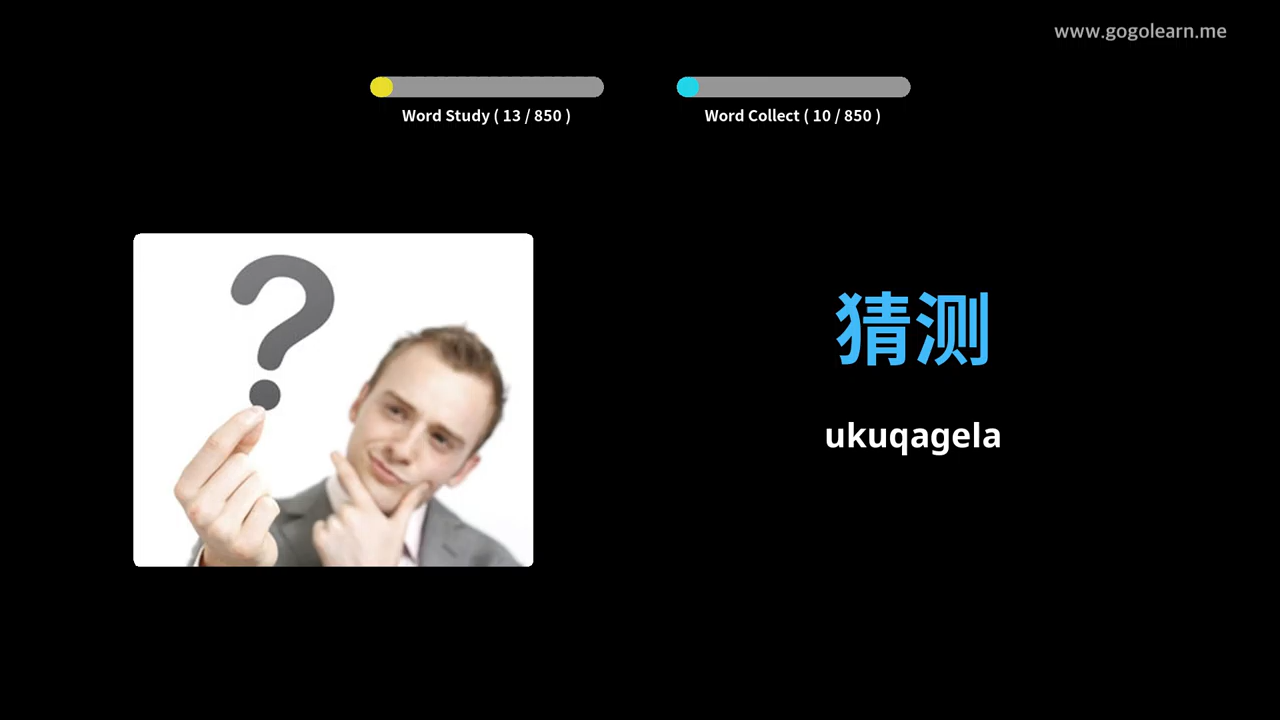 www.gogolearn.me
Word Study ( 13 / 850 )
Word Collect ( 10 / 850 )
?
猜测
ukuqagela